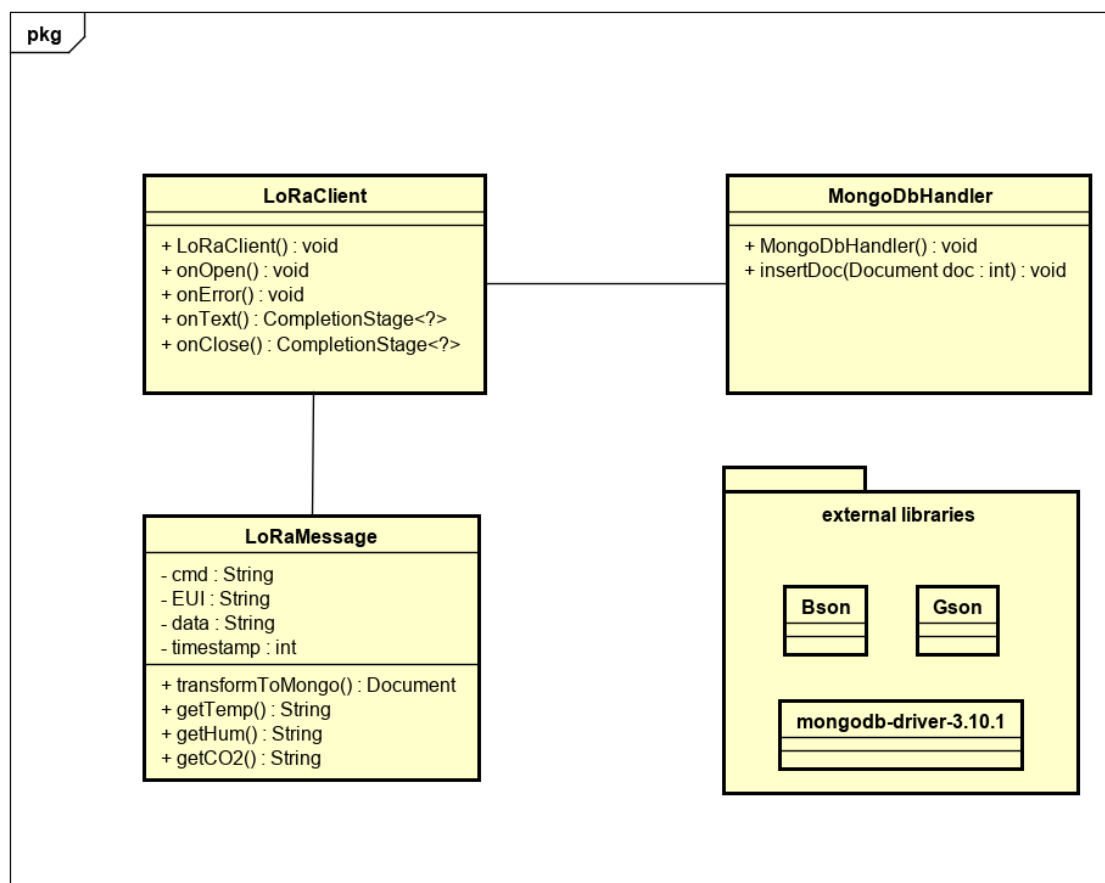 pkg
LoRaClient
+ LoRaClient() : void
+ onOpen() : void
+ onError() : void
+ onText() : CompletionStage<?>
+ onClose() : CompletionStage<?>
MongoDbHandler
+ MongoDbHandler() : void
+ insertDoc(Document doc : int) : void
LoRaMessage
- cmd : String
- EUI : String
- data : String
- timestamp : int
+ transformToMongo() : Document
+ getTemp() : String
+ getHum() : String
+ getCO2() : String
external libraries
Bson
Gson
mongodb-driver-3.10.1